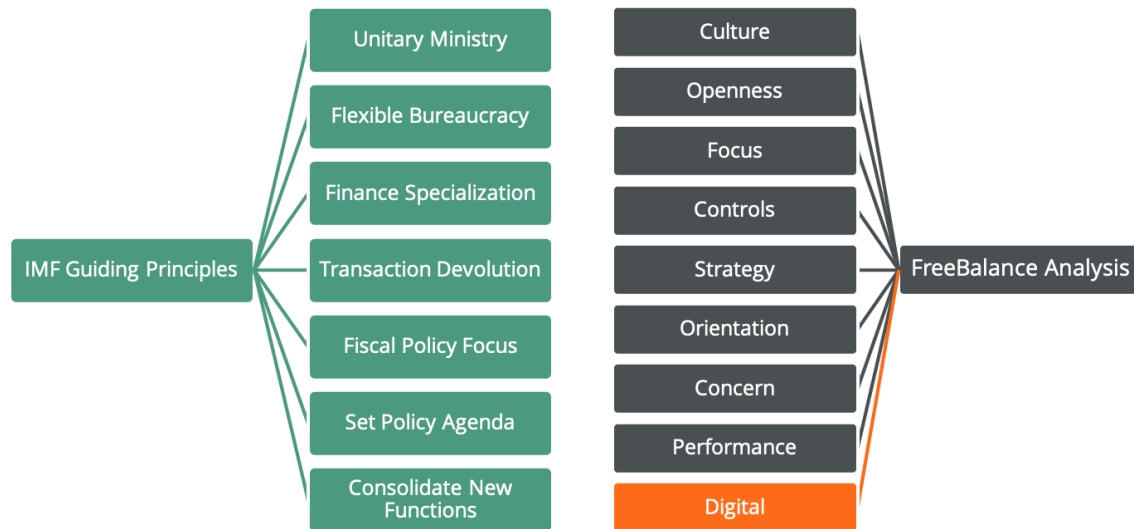 IMF Guiding Principles
Unitary Ministry
Flexible Bureaucracy
Finance Specialization
Transaction Devolution
Fiscal Policy Focus
Set Policy Agenda
Consolidate New
Functions
Culture
Openness
Focus
Controls
Strategy
Orientation
Concern
Performance
Digital
FreeBalance Analysis